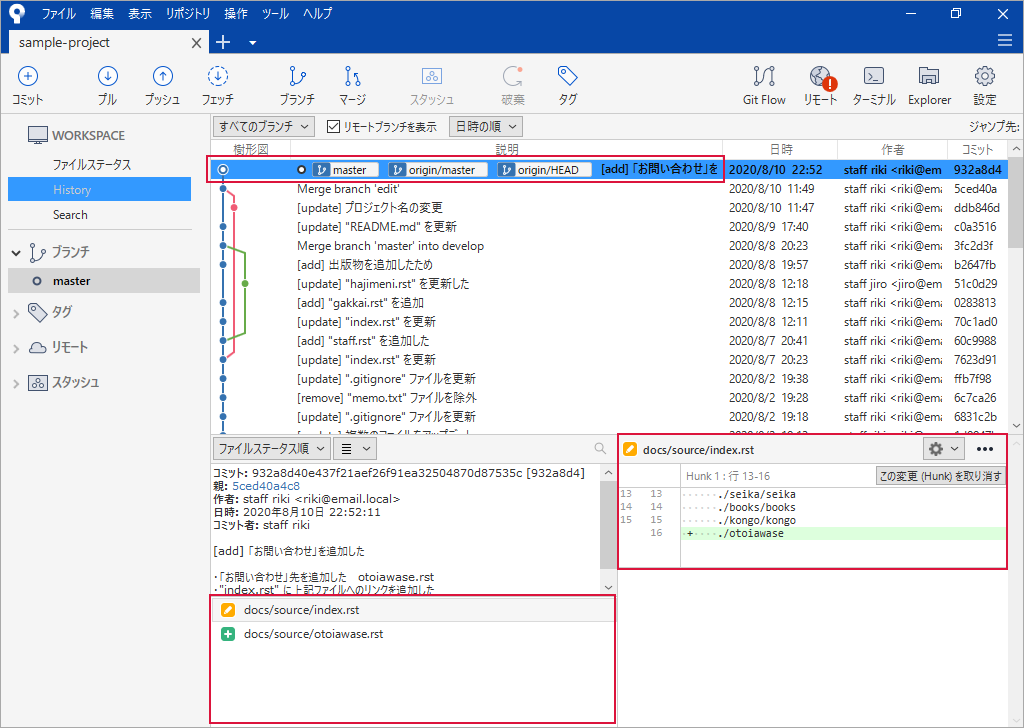 ファイル 編集 表示 リポジトリ 操作 ツール ヘルプ
sample-project
コミット プル プッシュ フェッチ ブランチ マージ スタッシュ 破棄 タグ Git Flow リモート ターミナル Explorer 設定
WORKSPACE
ファイルステータス
History
Search
ブランチ
master
タグ
リモート
スタッシュ
すべてのブランチ リモートブランチを表示 日時の順 ジャンプ先:
樹形図 説明 日時 作者 コミット
master origin/master origin/HEAD [add] 「お問い合わせ」を 2020/8/10 22:52 staff riki <riki@em 932a8d4
Merge branch 'edit' 2020/8/10 11:49 staff riki <riki@ema 5ced40a
[update] プロジェクト名の変更 2020/8/10 11:47 staff riki <riki@ema ddb846d
[update] "README.md" を更新 2020/8/9 17:40 staff riki <riki@ema c0a3516
Merge branch 'master' into develop 2020/8/8 20:23 staff riki <riki@ema 3fc2d3f
[add] 出版物を追加したため 2020/8/8 19:57 staff riki <riki@ema b2647fb
[update] "hajimeni.rst" を更新した 2020/8/8 12:18 staff jiro <jiro@ema 51c0d29
[add] "gakkai.rst" を追加 2020/8/8 12:15 staff riki <riki@ema 0283813
[update] "index.rst" を更新 2020/8/8 12:11 staff riki <riki@ema 70c1ad0
[add] "staff.rst" を追加した 2020/8/7 20:41 staff riki <riki@ema 60c9988
[update] "index.rst" を更新 2020/8/7 20:23 staff riki <riki@ema 7623d91
[update] ".gitignore" ファイルを更新 2020/8/2 19:38 staff riki <riki@ema ffb7f98
[remove] "memo.txt" ファイルを除外 2020/8/2 19:28 staff riki <riki@ema 6c7ca26
[update] ".gitignore" ファイルを更新 2020/8/2 19:18 staff riki <riki@ema 6831c2b
ファイルステータス順
コミット: 932a8d40e437f21aef26f91ea32504870d87535c [932a8d4]
親: 5ced40a4c8
作者: staff riki <riki@email.local>
日時: 2020年8月10日 22:52:11
コミッター: staff riki
[add] 「お問い合わせ」を追加した
・「お問い合わせ」先を追加した otoiawase.rst
・"index.rst" に上記ファイルへのリンクを追加した
docs/source/index.rst
docs/source/otoiawase.rst
docs/source/index.rst
Hunk 1 : 行 13-16 この変更 (Hunk) を取り消す
13 13 ./seika/seika
14 14 ./books/books
15 15 ./kongo/kongo
16 + ./otoiawase